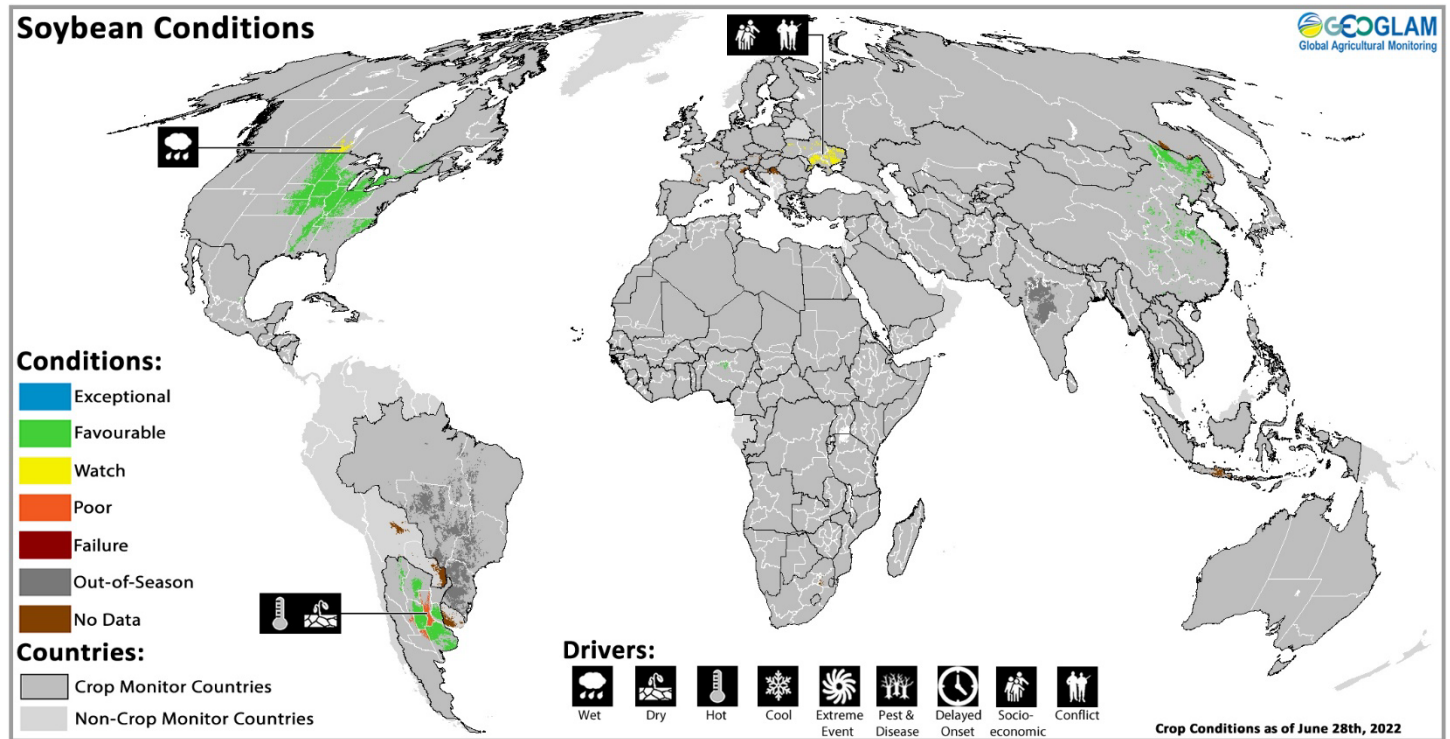 Soybean Conditions
GEOGLAM
Global Agricultural Monitoring
Conditions:
Exceptional
Favourable
Watch
Poor
Failure
Out-of-Season
No Data
Countries:
Crop Monitor Countries
Non-Crop Monitor Countries
Drivers:
Wet
Dry
Hot
Cool
Extreme
Event
Pest &
Disease
Delayed
Onset
Socio-
economic
Conflict
Crop Conditions as of June 28th, 2022